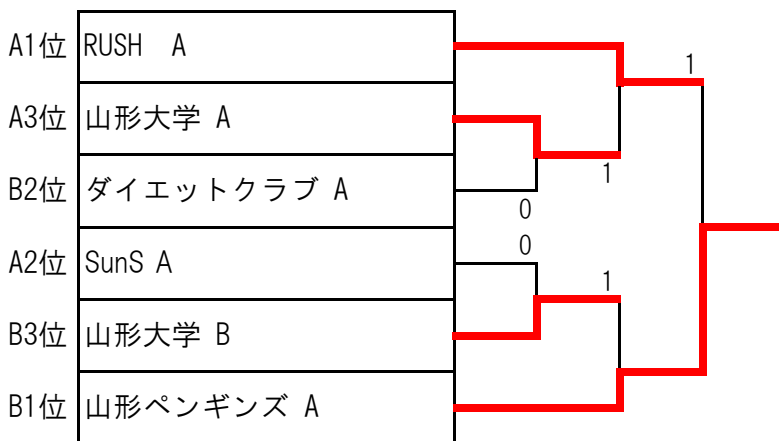 A1位 RUSH　A
1
A3位 山形大学 A
1
B2位 ダイエットクラブ A
0
0
A2位 SunS A
1
B3位 山形大学 B
B1位 山形ペンギンズ A